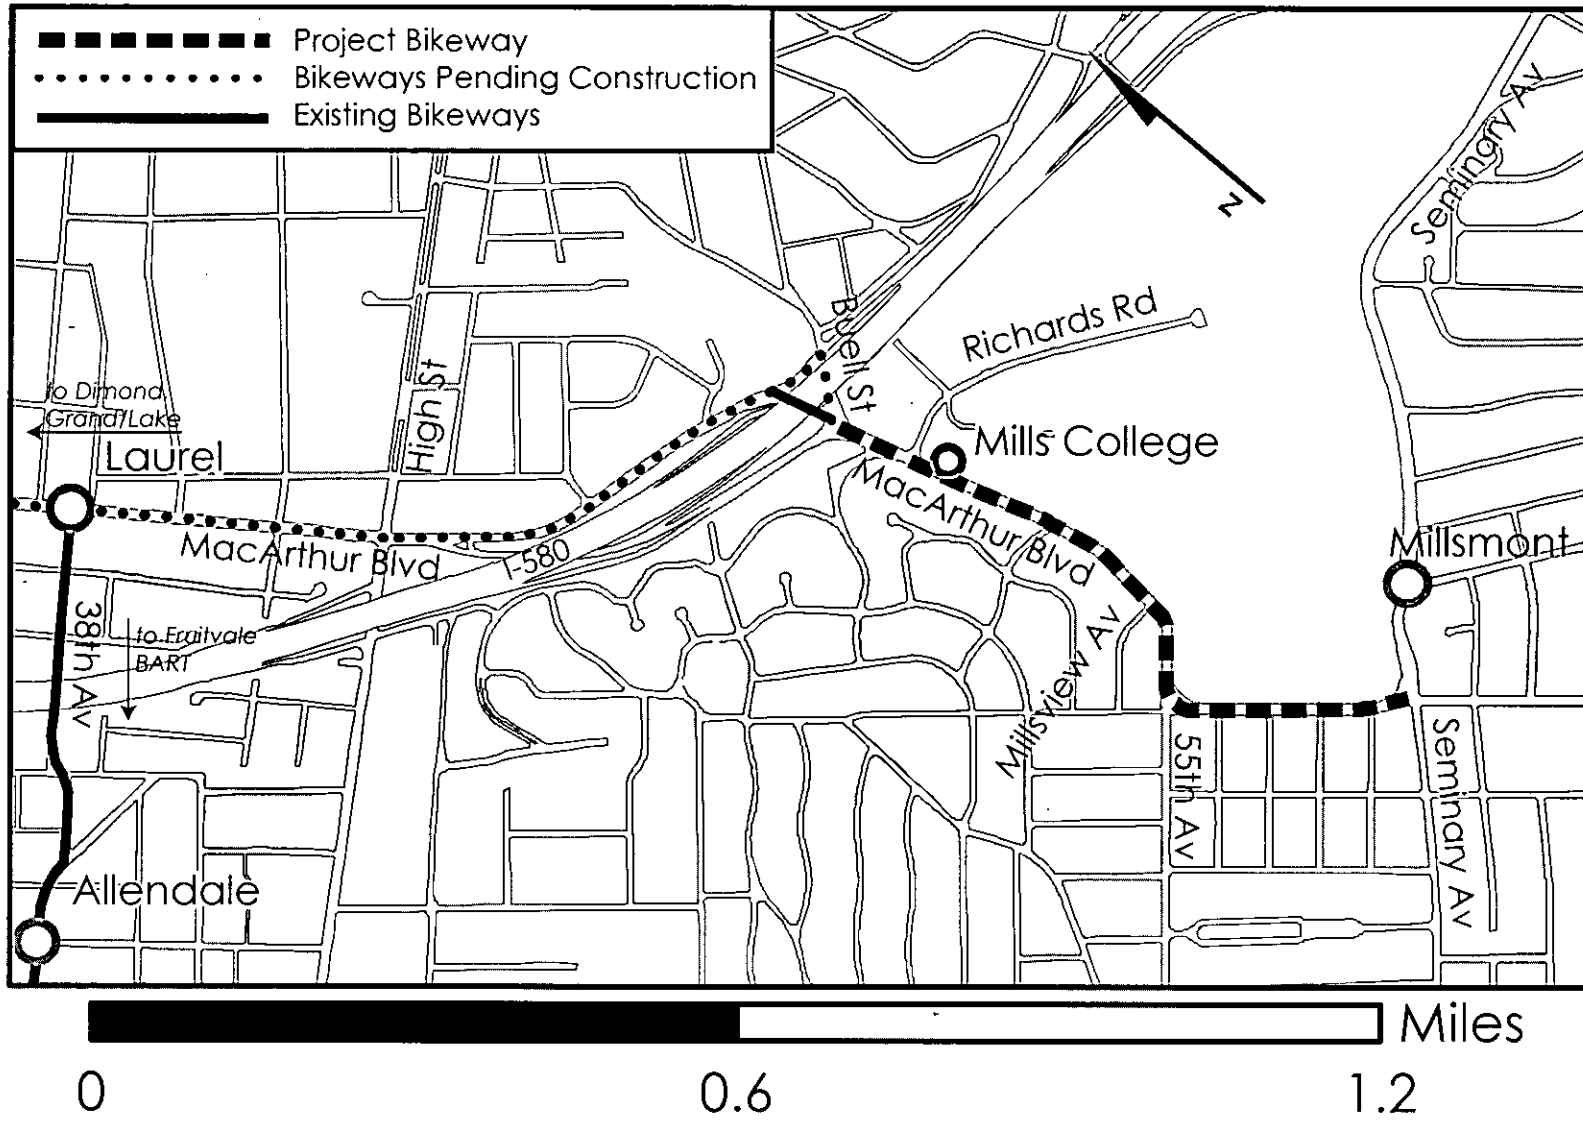 Project Bikeway
Bikeways Pending Construction
Existing Bikeways
Seminary Av
N
Buell St
Richards Rd
High St
to Dimond,
Grand/Lake
Laurel
Mills College
MacArthur Blvd
MacArthur Blvd
I-580
Millsmont
38th Av
to Fruitvale
BART
Millsview Av
55th Av
Seminary Av
Allendale
Miles
0
0.6
1.2